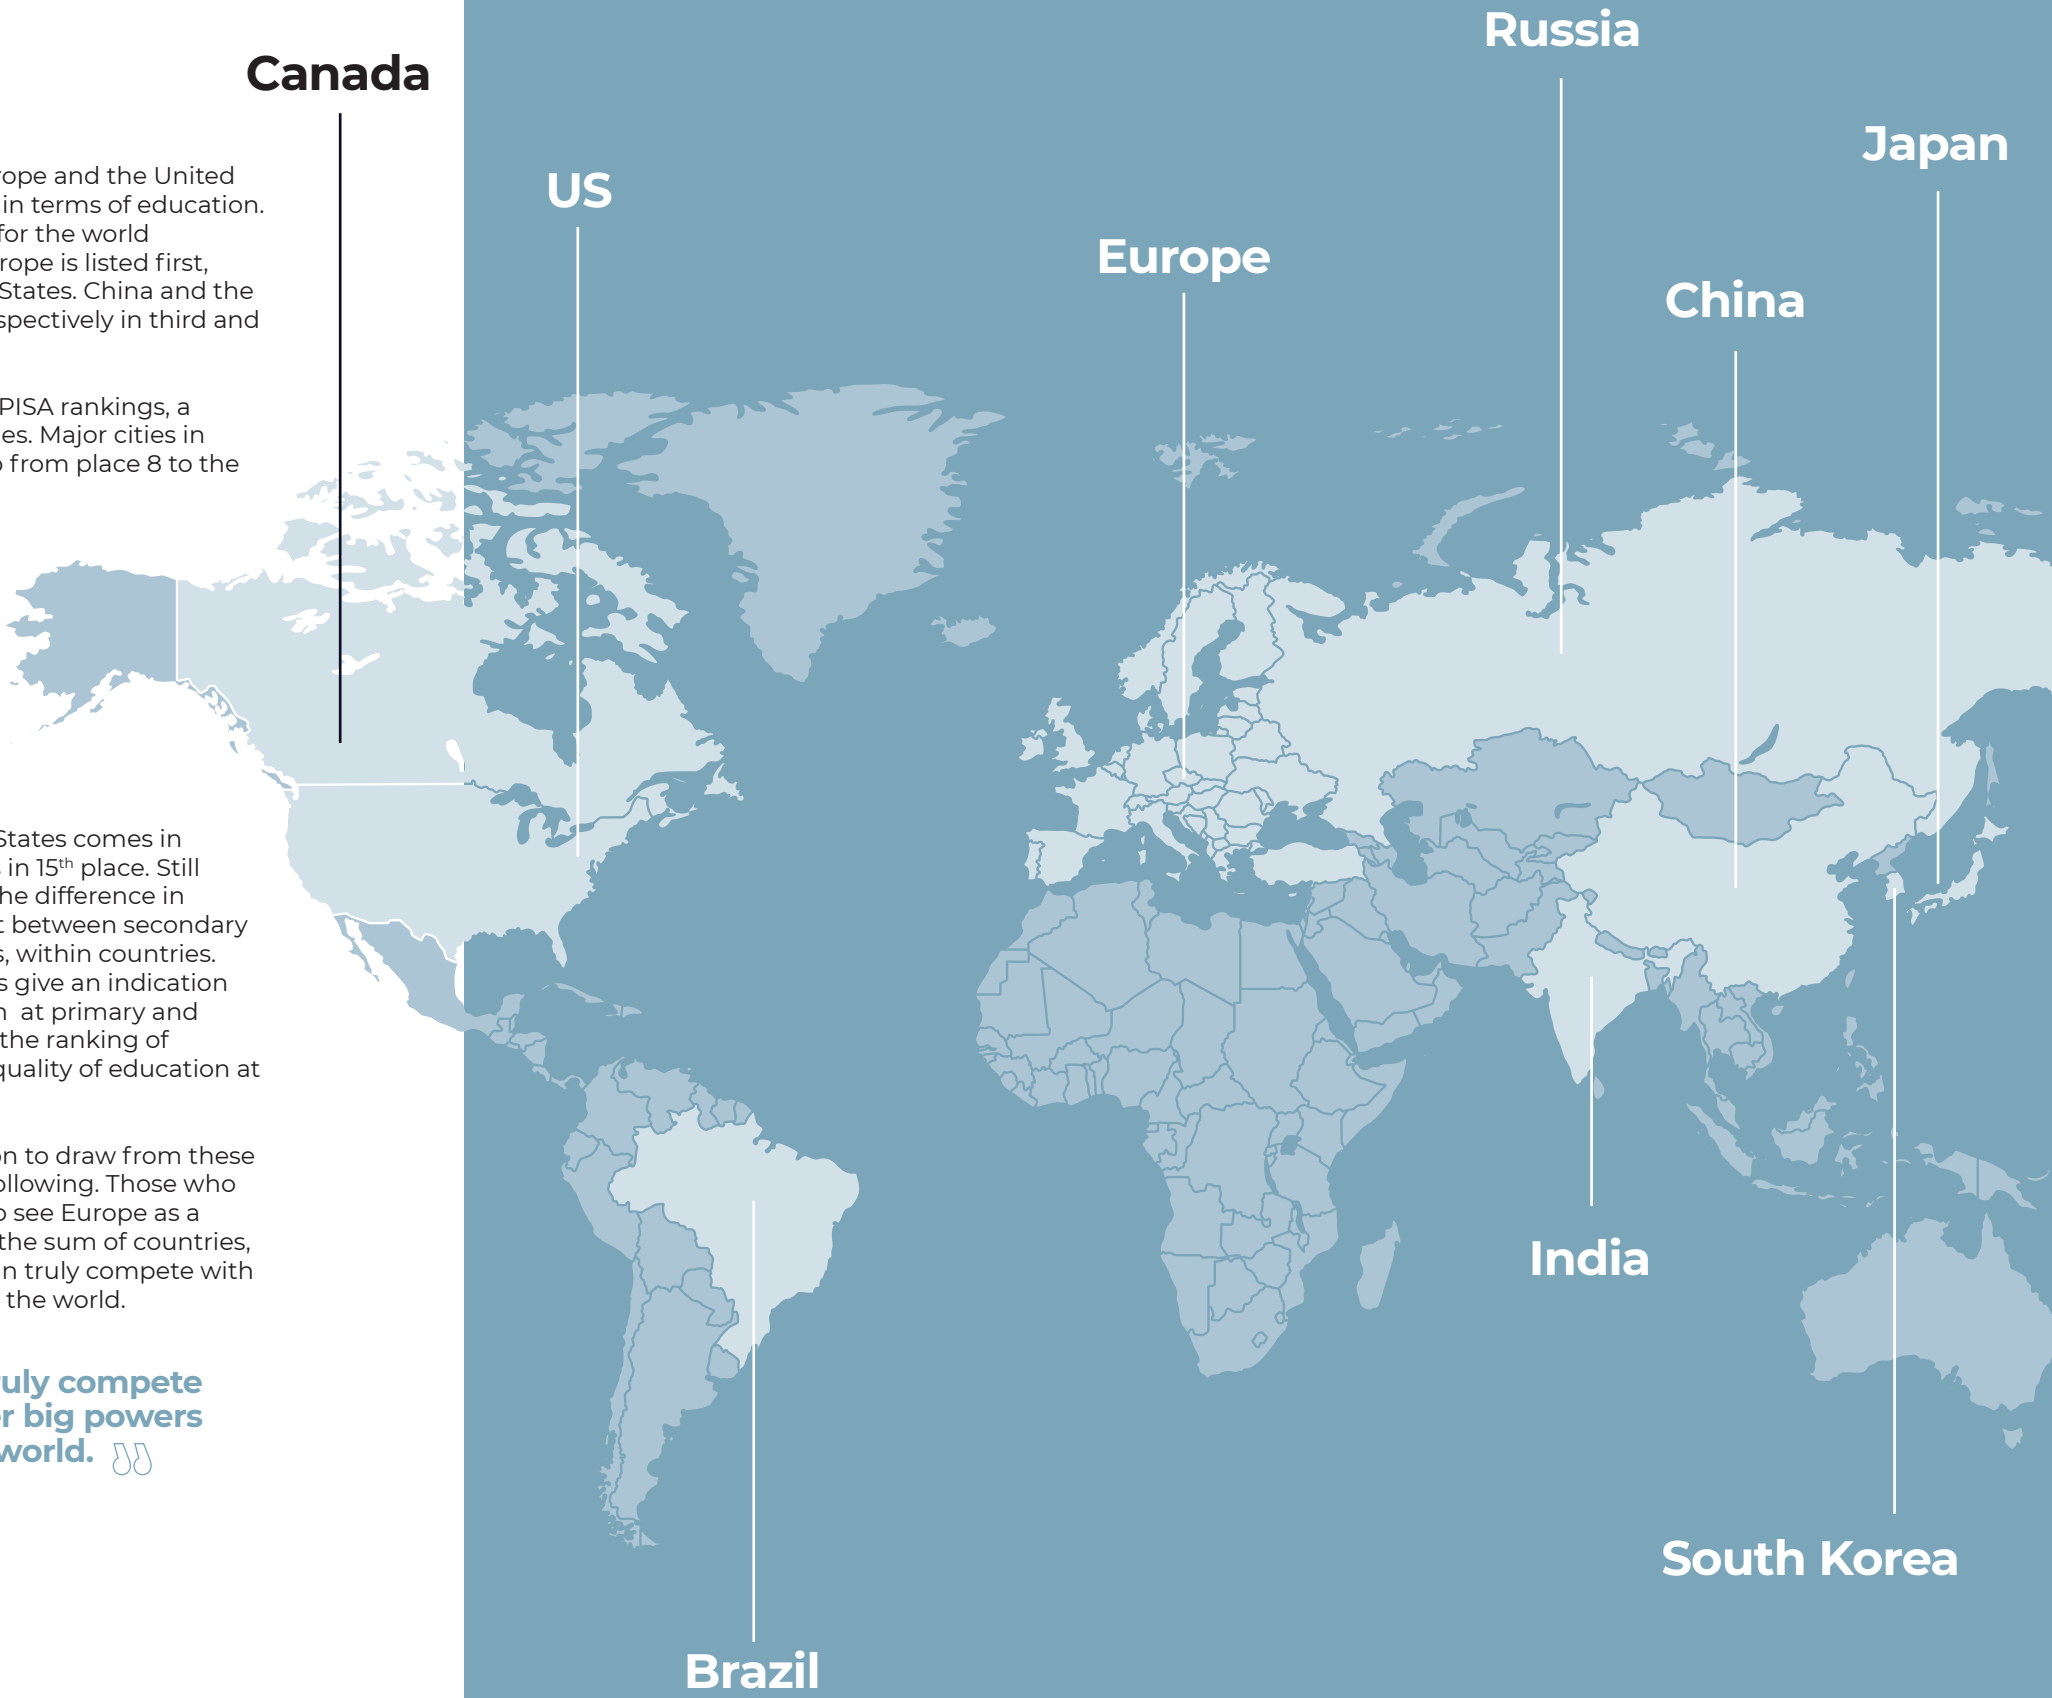 Canada
ope and the United
in terms of education.
for the world
rope is listed first,
States. China and the
spectively in third and
PISA rankings, a
es. Major cities in
from place 8 to the
States comes in
in 15th place. Still
he difference in
t between secondary
s, within countries.
s give an indication
n at primary and
the ranking of
quality of education at
on to draw from these
ollowing. Those who
o see Europe as a
the sum of countries,
n truly compete with
the world.
uly compete
r big powers
world.
US
Europe
Russia
China
Japan
India
South Korea
Brazil